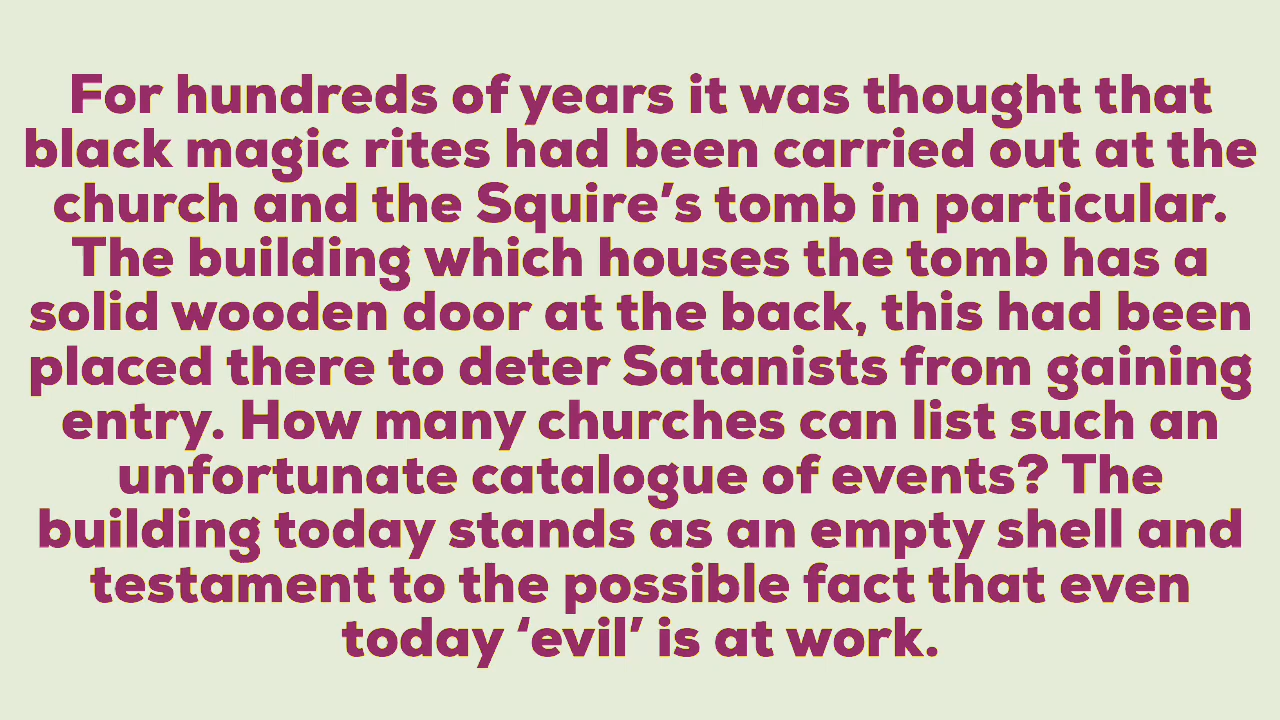 For hundreds of years it was thought that
black magic rites had been carried out at the
church and the Squire’s tomb in particular.
The building which houses the tomb has a
solid wooden door at the back, this had been
placed there to deter Satanists from gaining
entry. How many churches can list such an
unfortunate catalogue of events? The
building today stands as an empty shell and
testament to the possible fact that even
today ‘evil’ is at work.